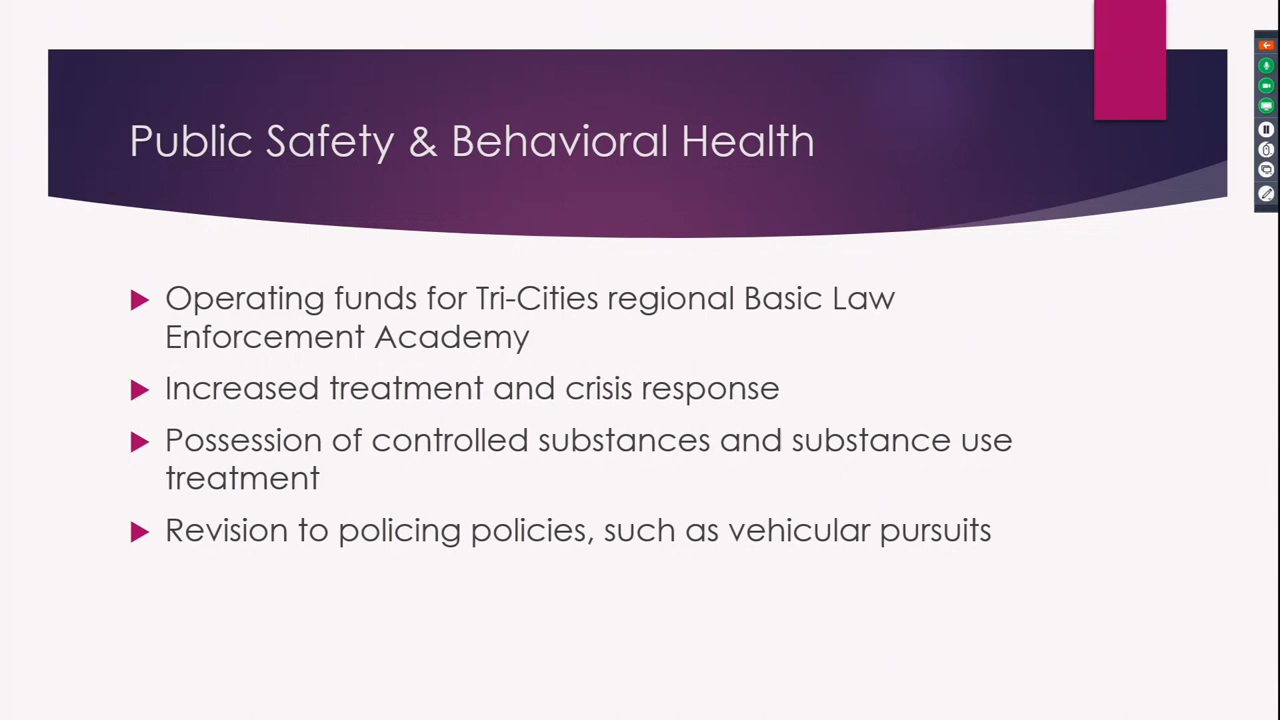 Public Safety & Behavioral Health
Operating funds for Tri-Cities regional Basic Law
Enforcement Academy
Increased treatment and crisis response
Possession of controlled substances and substance use
treatment
Revision to policing policies, such as vehicular pursuits